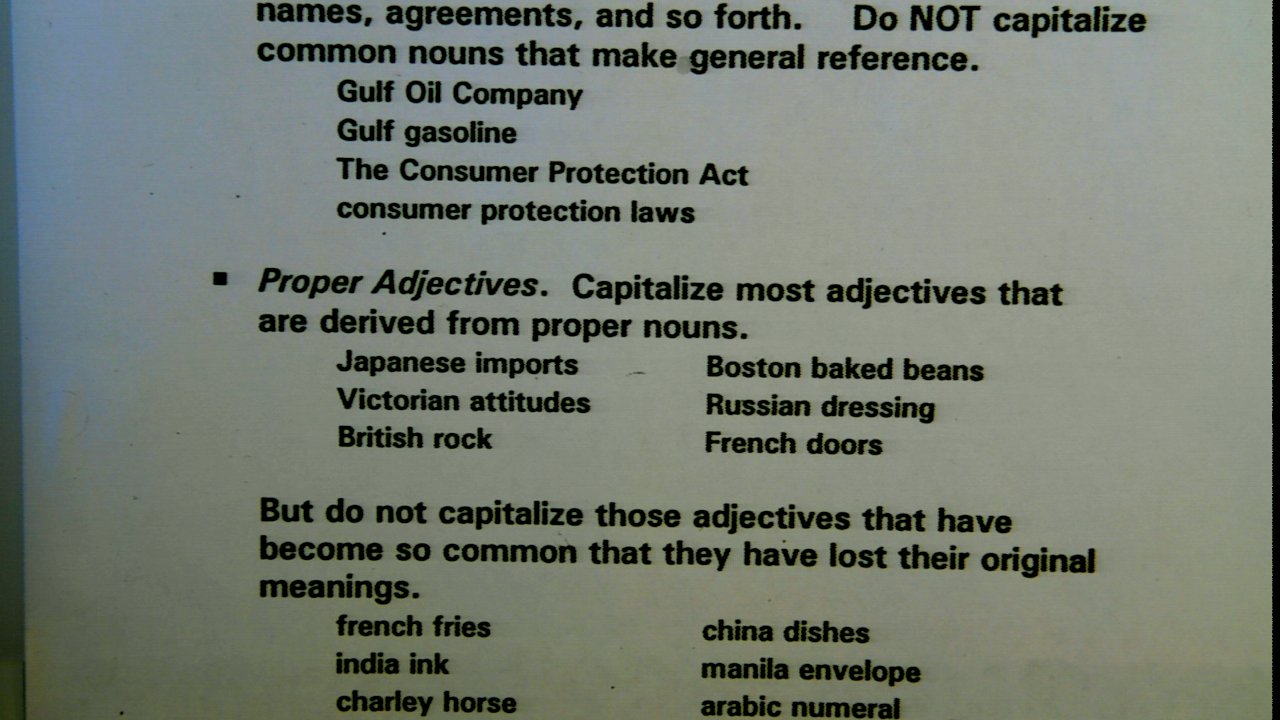 names, agreements, and so forth. Do NOT capitalize
common nouns that make general reference.
Gulf Oil Company
Gulf gasoline
The Consumer Protection Act
consumer protection laws
▪ Proper Adjectives. Capitalize most adjectives that
are derived from proper nouns.
Japanese imports Boston baked beans
Victorian attitudes Russian dressing
British rock French doors
But do not capitalize those adjectives that have
become so common that they have lost their original
meanings.
french fries china dishes
india ink manila envelope
charley horse arabic numeral